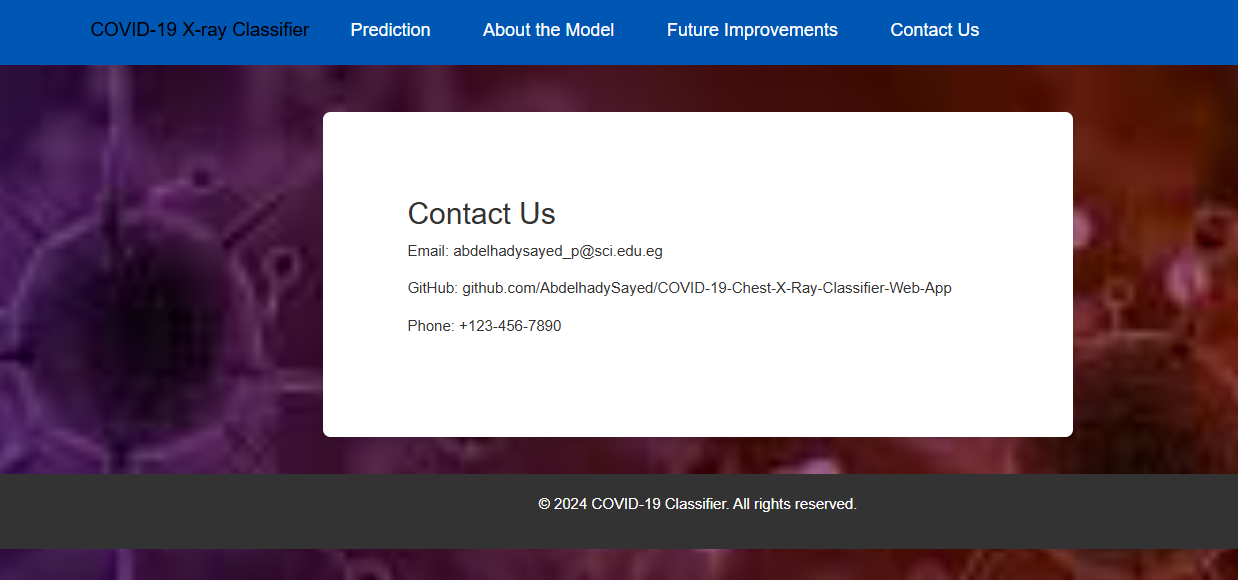 COVID-19 X-ray Classifier Prediction About the Model Future Improvements Contact Us
Contact Us
Email: abdelhadysayed_p@sci.edu.eg
GitHub: github.com/AbdelhadySayed/COVID-19-Chest-X-Ray-Classifier-Web-App
Phone: +123-456-7890
© 2024 COVID-19 Classifier. All rights reserved.